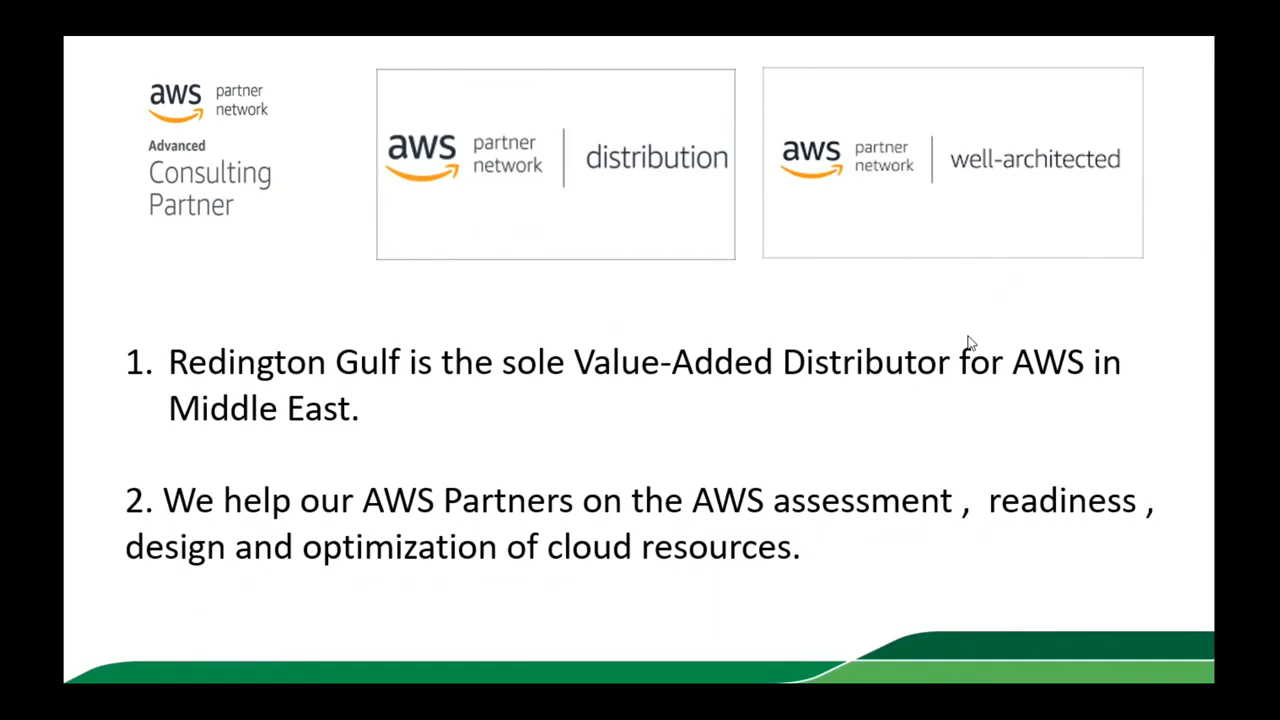 aws partner network
Advanced
Consulting
Partner
aws partner network | distribution
aws partner network | well-architected
1. Redington Gulf is the sole Value-Added Distributor for AWS in
Middle East.
2. We help our AWS Partners on the AWS assessment , readiness ,
design and optimization of cloud resources.